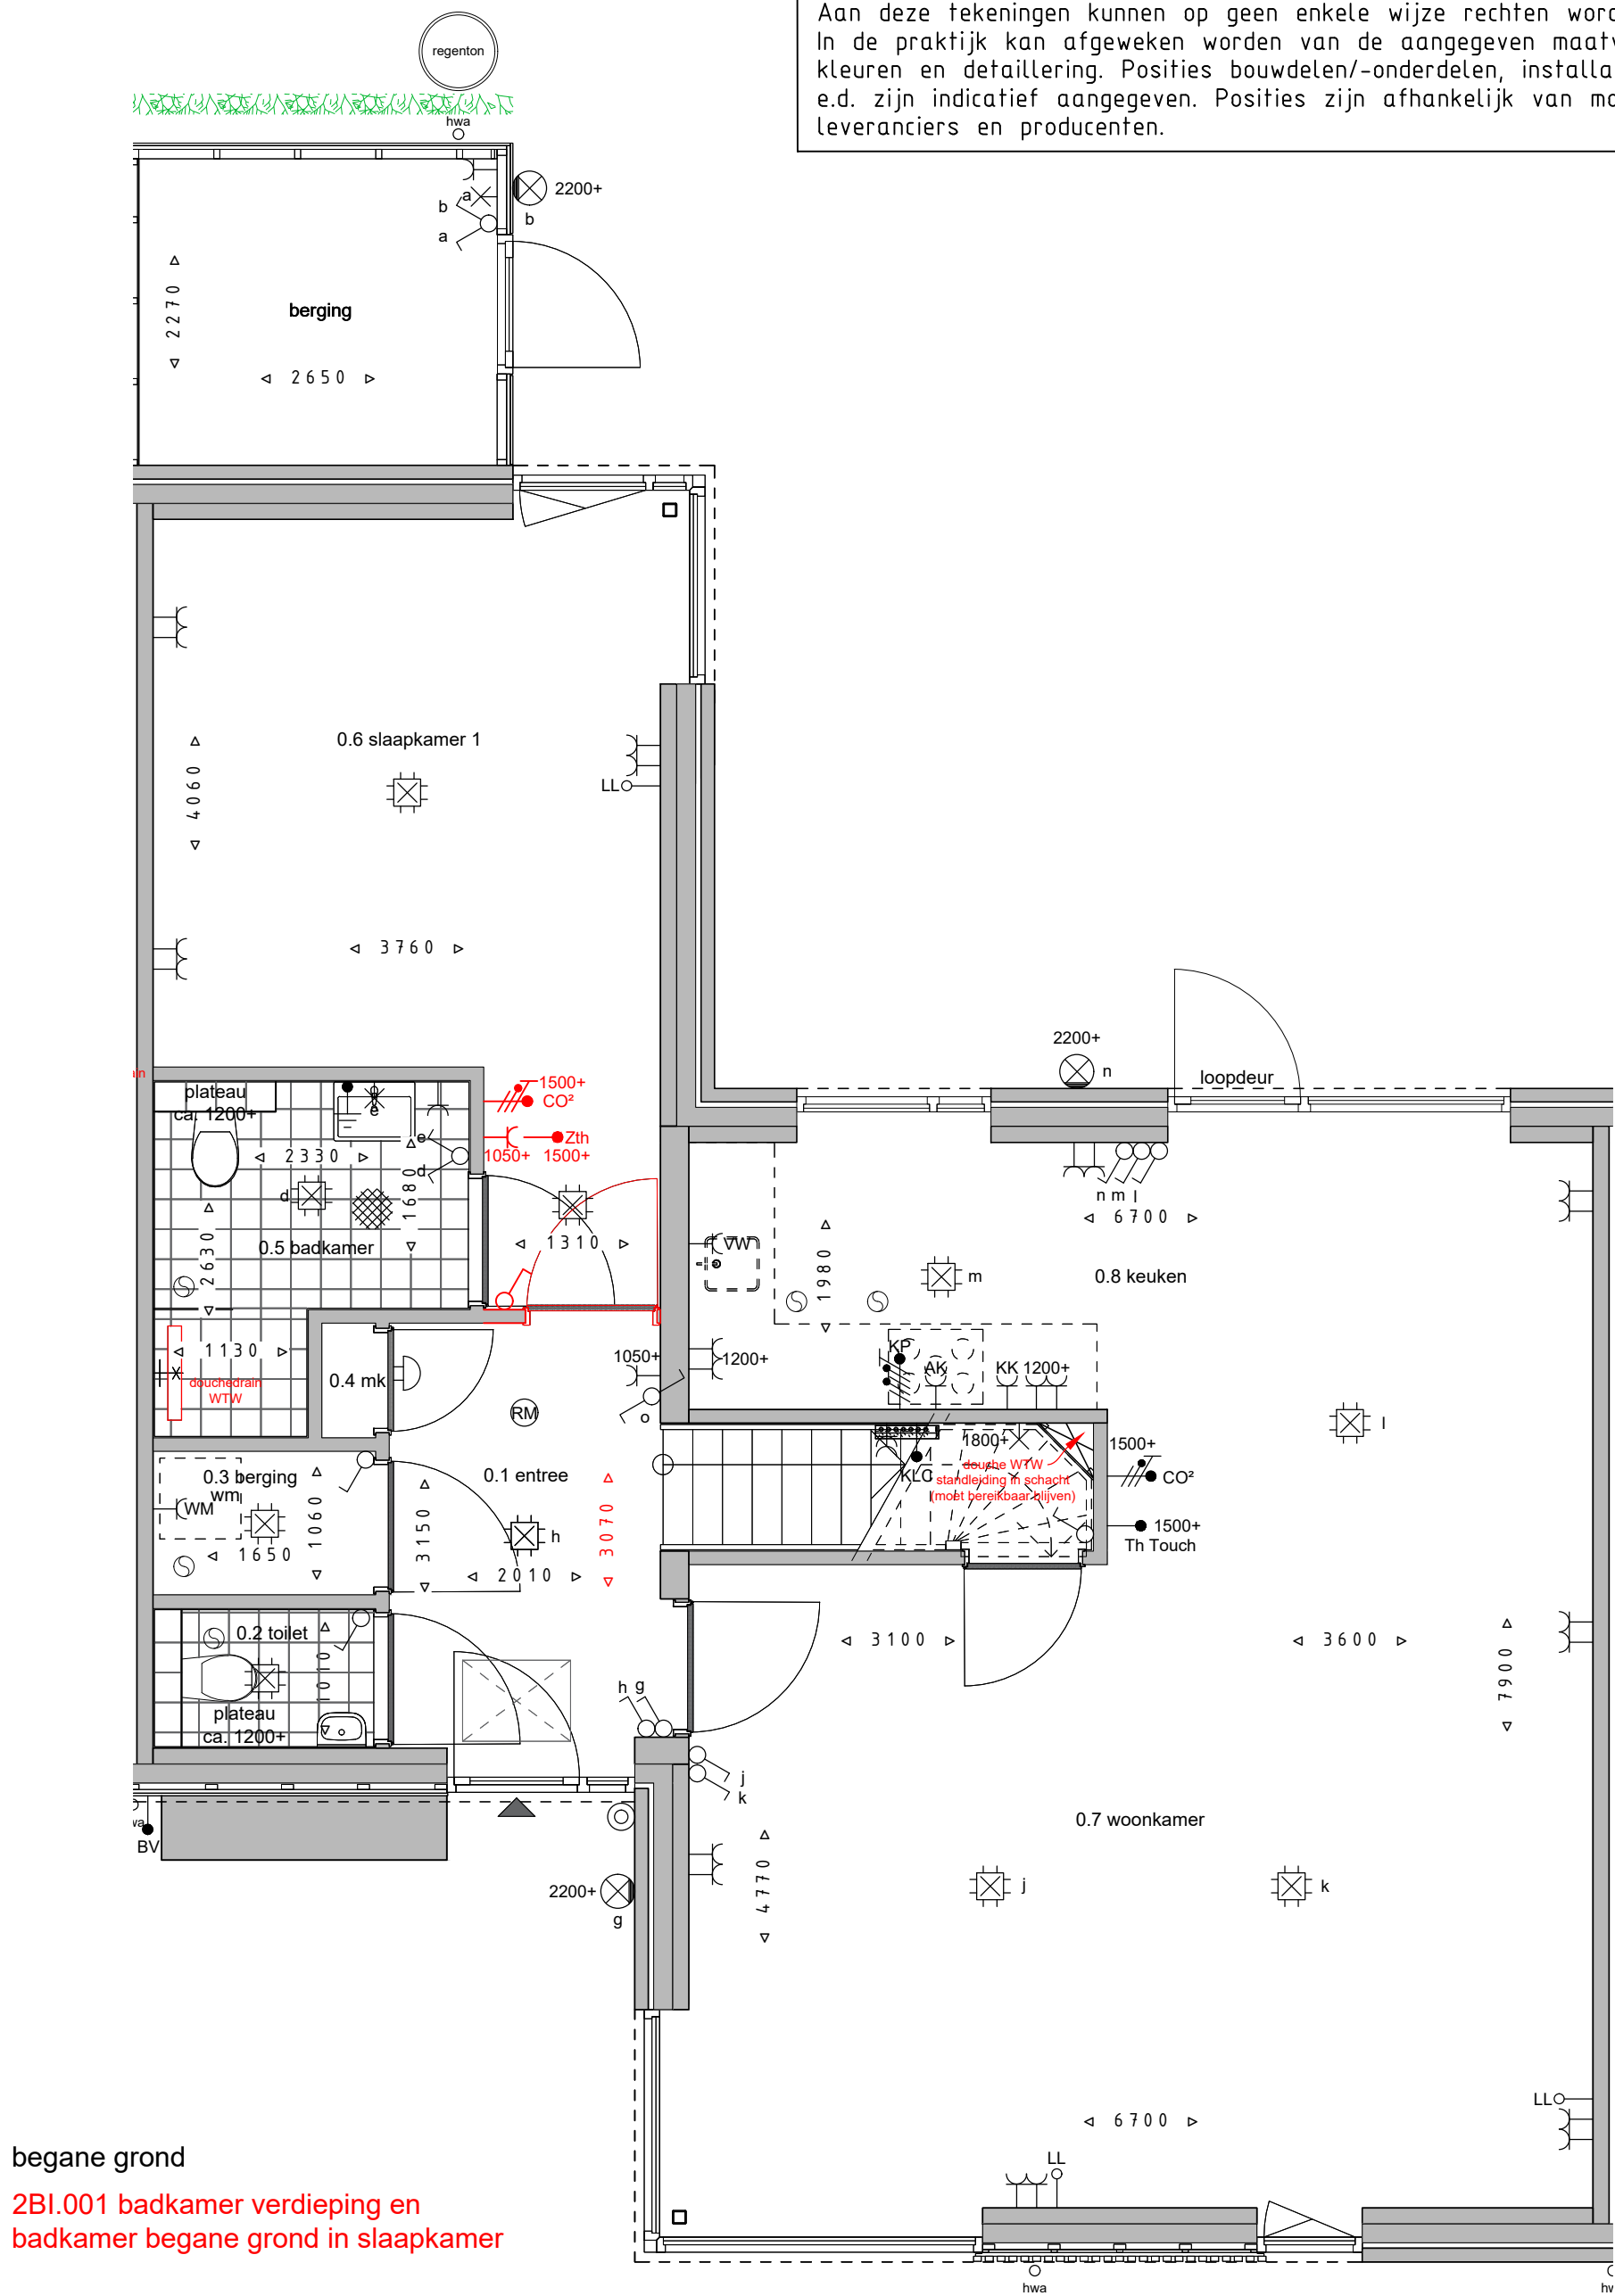 regenton
Aan deze tekeningen kunnen op geen enkele wijze rechten
In de praktijk kan afgeweken worden van de aangegeven
kleuren en detaillering. Posities bouwdelen/-onderdelen,
e.d. zijn indicatief aangegeven. Posities zijn afhankelijk van
leveranciers en producenten.
hwa
a
b
a
2200+
b
2270
berging
2650
0.6 slaapkamer 1
LL
4060
3760
plateau
ca. 1200+
e
e
d
2330
1680
d
2630
0.5 badkamer
1500+
CO²
Zth
1050+ 1500+
1310
1130
douchedrain
WTW
0.4 mk
1050+
o
RM
0.3 berging
wm
WM
1060
1650
0.1 entree
3150
3070
h
2010
0.2 toilet
1010
plateau
ca. 1200+
h g
j
k
BV
2200+
g
2200+
n
loopdeur
n m l
6700
VW
1980
m
0.8 keuken
1200+
KP
AK
KK 1200+
1800+
KLC
douche WTW
standleiding in schacht
(moet bereikbaar blijven)
1500+
CO²
1500+
Th Touch
l
3100
3600
7900
0.7 woonkamer
4770
j
k
LL
6700
LL
hwa
begane grond
2BI.001 badkamer verdieping en
badkamer begane grond in slaapkamer